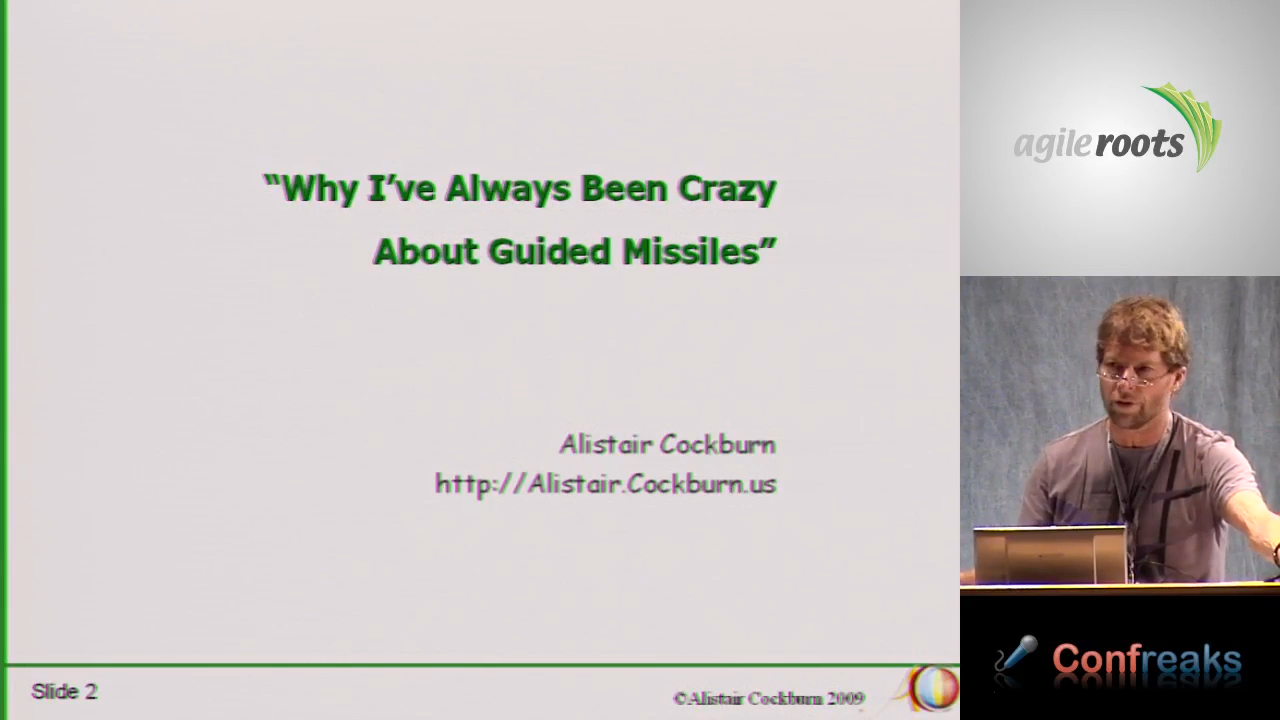 “Why I’ve Always Been Crazy
About Guided Missiles”
Alistair Cockburn
http://Alistair.Cockburn.us
Slide 2
©Alistair Cockburn 2009
agile roots
Confreaks